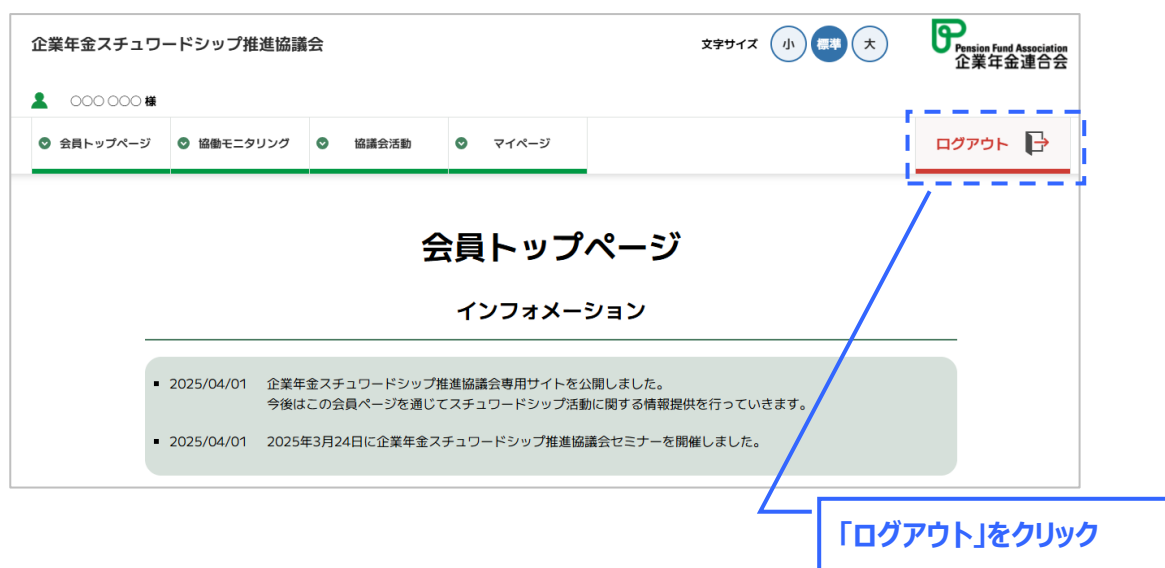 企業年金スチュワードシップ推進協議会
文字サイズ 小 標準 大
Pension Fund Association
企業年金連合会
○○○ ○○○ 様
会員トップページ 協働モニタリング 協議会活動 マイページ ログアウト
会員トップページ
インフォメーション
2025/04/01 企業年金スチュワードシップ推進協議会専用サイトを公開しました。
今後はこの会員ページを通じてスチュワードシップ活動に関する情報提供を行っていきます。
2025/04/01 2025年3月24日に企業年金スチュワードシップ推進協議会セミナーを開催しました。
「ログアウト」をクリック